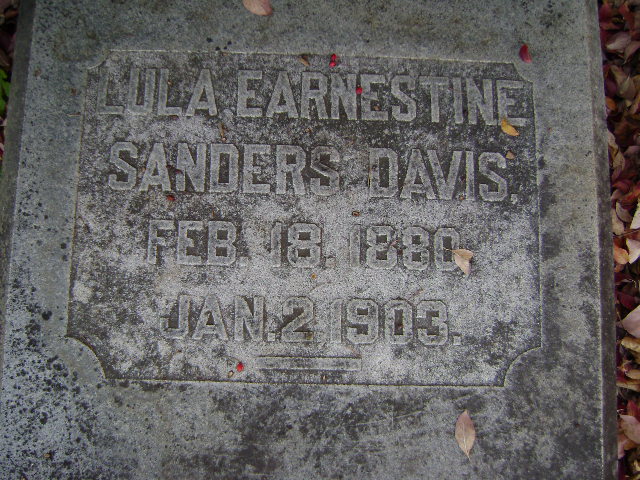 LULA EARNESTINE
SANDERS DAVIS,
FEB. 18. 1880.
JAN. 2 1903.